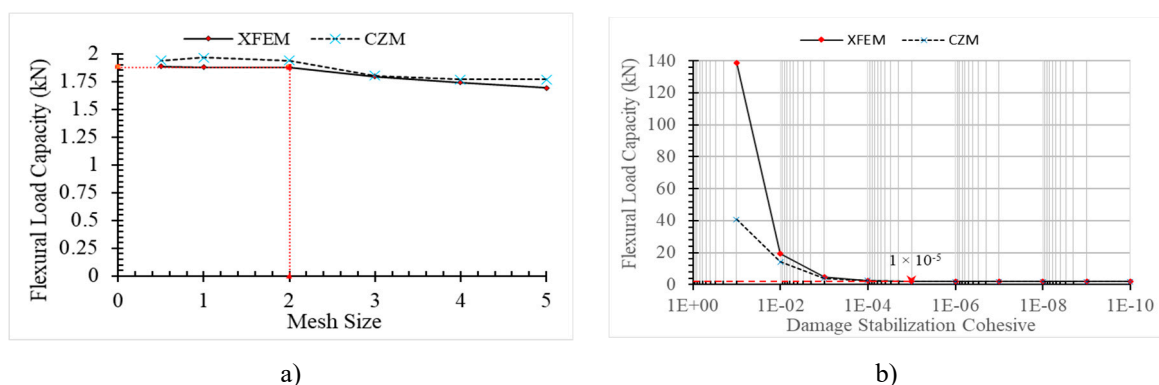 XFEM CZM
Flexural Load Capacity (kN)
2
1.75
1.5
1.25
1
0.75
0.5
0.25
0
0 1 2 3 4 5
Mesh Size
a)
XFEM CZM
Flexural Load Capacity (kN)
140
120
100
80
60
40
20
0
1 × 10-5
1E+00 1E-02 1E-04 1E-06 1E-08 1E-10
Damage Stabilization Cohesive
b)